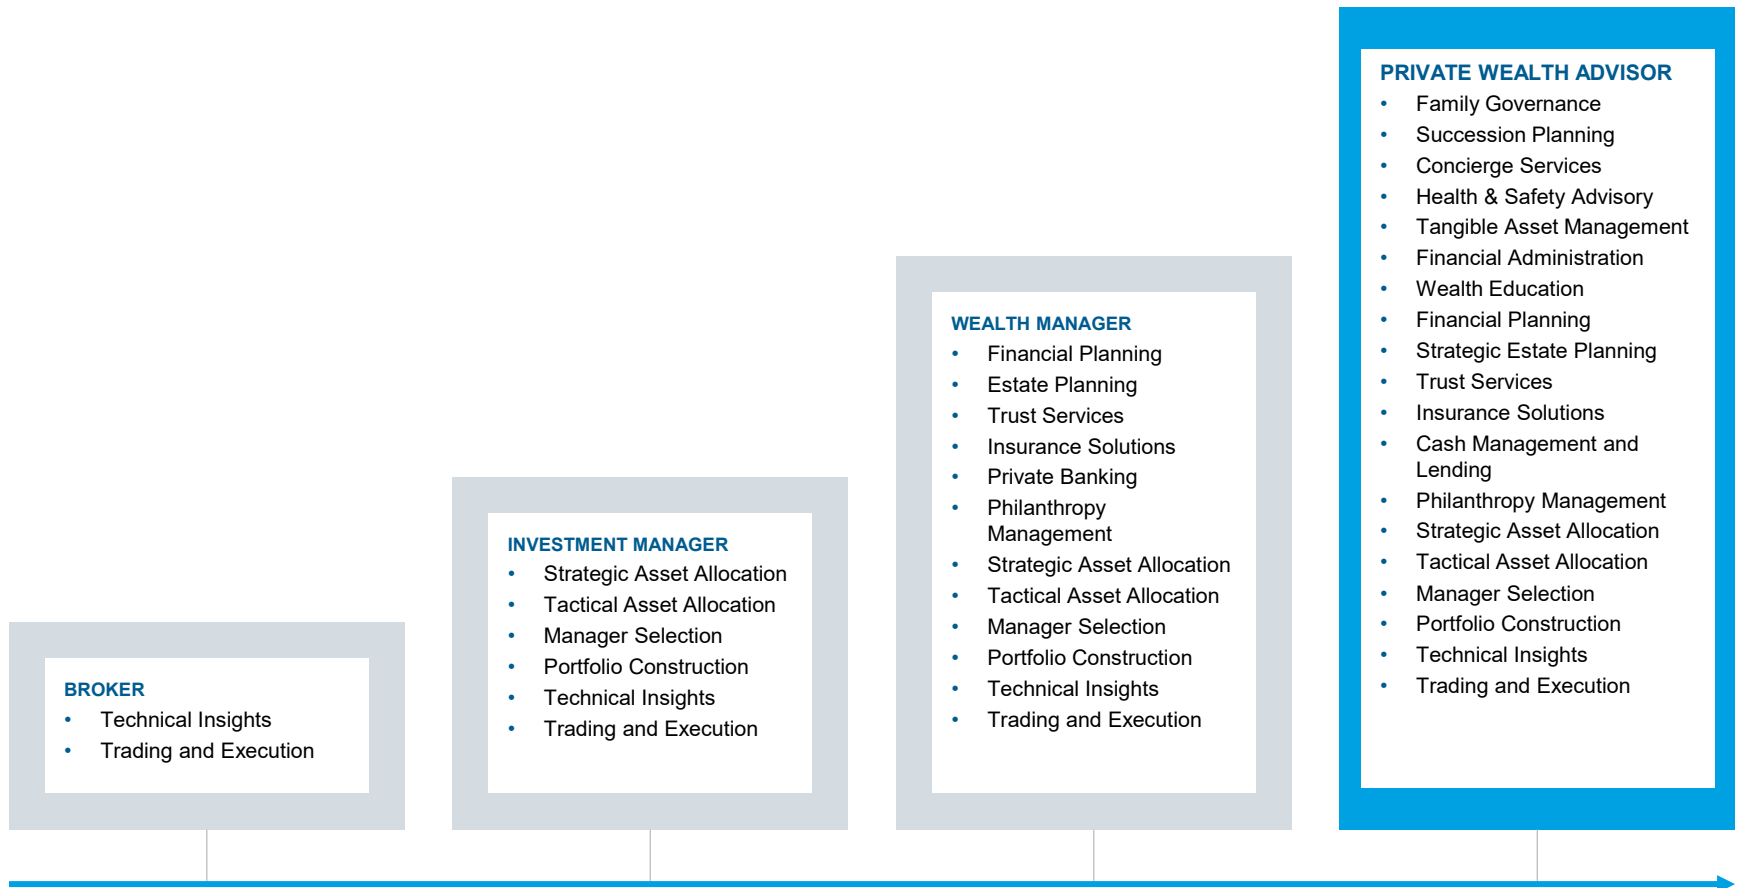 BROKER
• Technical Insights
• Trading and Execution
INVESTMENT MANAGER
• Strategic Asset Allocation
• Tactical Asset Allocation
• Manager Selection
• Portfolio Construction
• Technical Insights
• Trading and Execution
WEALTH MANAGER
• Financial Planning
• Estate Planning
• Trust Services
• Insurance Solutions
• Private Banking
• Philanthropy
Management
• Strategic Asset Allocation
• Tactical Asset Allocation
• Manager Selection
• Portfolio Construction
• Technical Insights
• Trading and Execution
PRIVATE WEALTH ADVISOR
• Family Governance
• Succession Planning
• Concierge Services
• Health & Safety Advisory
• Tangible Asset Management
• Financial Administration
• Wealth Education
• Financial Planning
• Strategic Estate Planning
• Trust Services
• Insurance Solutions
• Cash Management and
Lending
• Philanthropy Management
• Strategic Asset Allocation
• Tactical Asset Allocation
• Manager Selection
• Portfolio Construction
• Technical Insights
• Trading and Execution